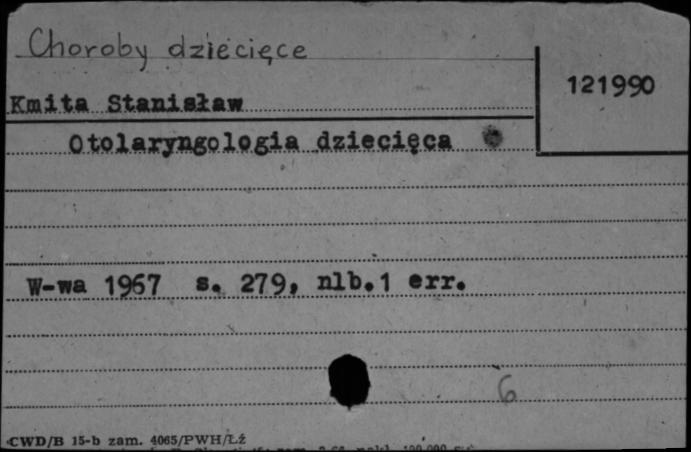 Choroby dziecięce
121990
Kmita Stanisław
Otolaryngologia dziecięca
W-wa 1967 s. 279, nlb.1 err.
6
CWD/B 15-b zam. 4065/PWH/Łź